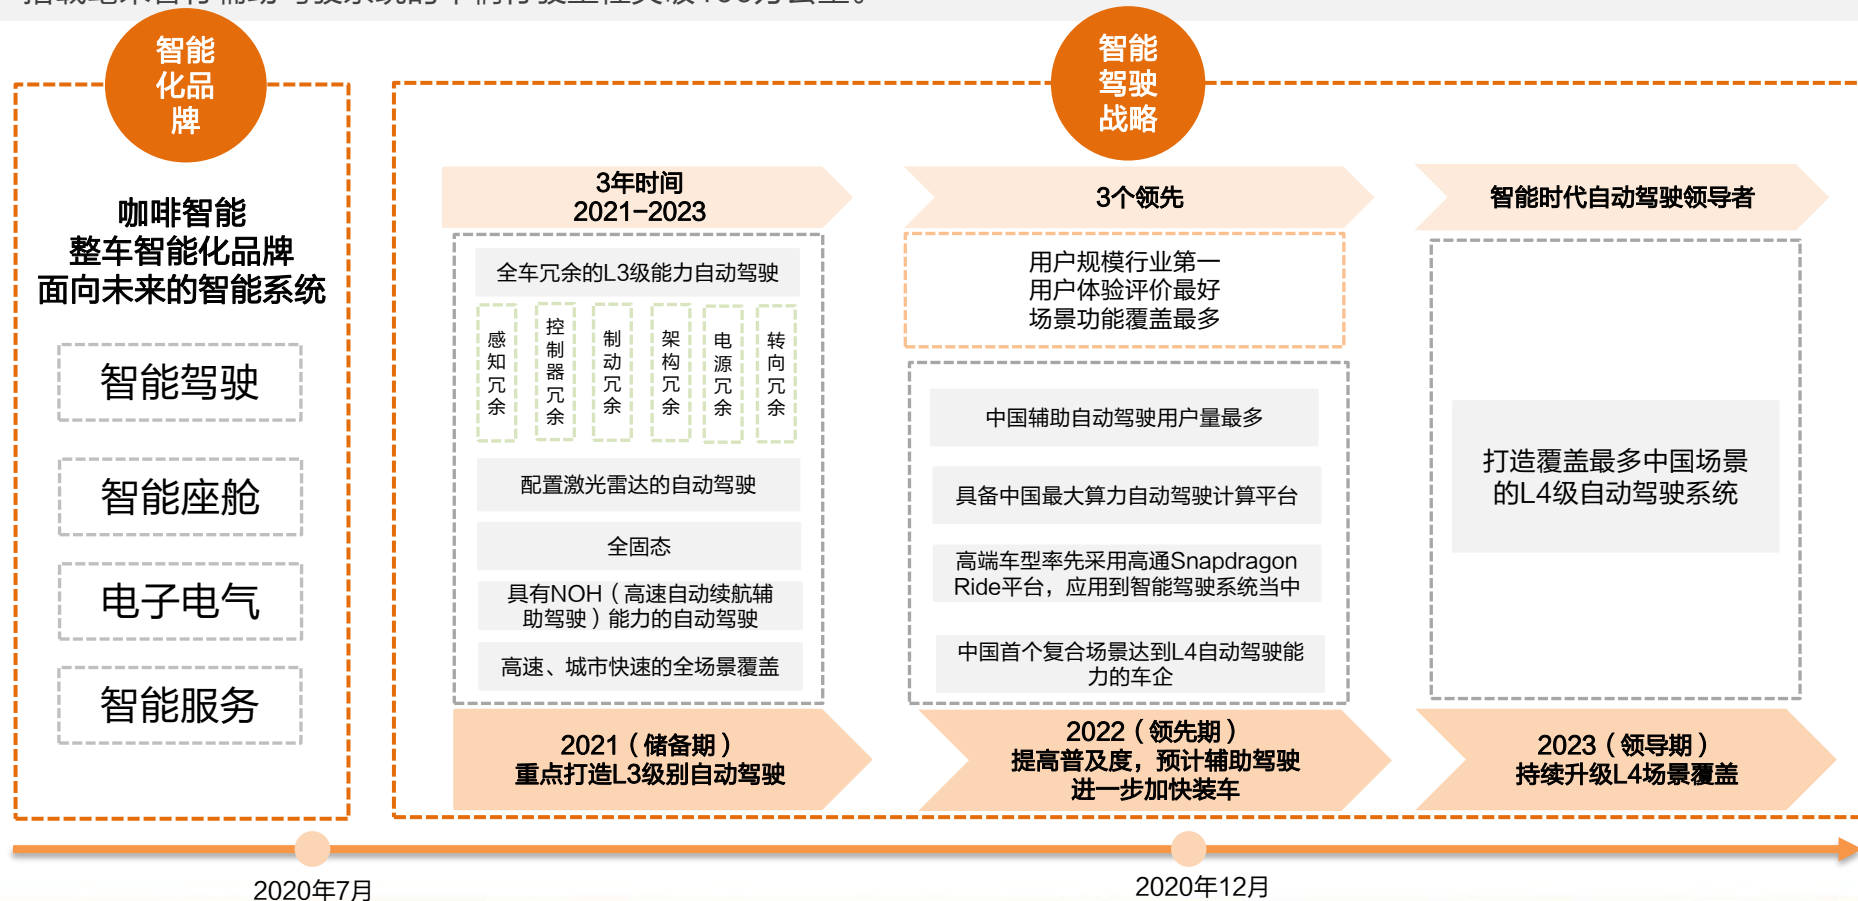 智能
化品
牌
咖啡智能
整车智能化品牌
面向未来的智能系统
智能驾驶
智能座舱
电子电气
智能服务
智能
驾驶
战略
3年时间
2021-2023
全车冗余的L3级能力自动驾驶
感知冗余
控制器冗余
制动冗余
架构冗余
电源冗余
转向冗余
配置激光雷达的自动驾驶
全固态
具有NOH（高速自动续航辅
助驾驶）能力的自动驾驶
高速、城市快速的全场景覆盖
2021（储备期）
重点打造L3级别自动驾驶
3个领先
用户规模行业第一
用户体验评价最好
场景功能覆盖最多
中国辅助自动驾驶用户量最多
具备中国最大算力自动驾驶计算平台
高端车型率先采用高通Snapdragon
Ride平台，应用到智能驾驶系统当中
中国首个复合场景达到L4自动驾驶能
力的车企
2022（领先期）
提高普及度，预计辅助驾驶
进一步加快装车
智能时代自动驾驶领导者
打造覆盖最多中国场景
的L4级自动驾驶系统
2023（领导期）
持续升级L4场景覆盖
2020年7月
2020年12月